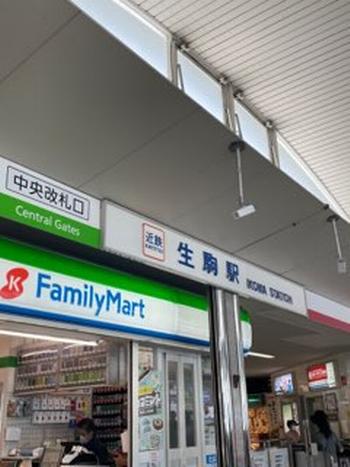 中央改札口
Central Gates
近鉄
生駒駅 IKOMA STATION
K FamilyMart